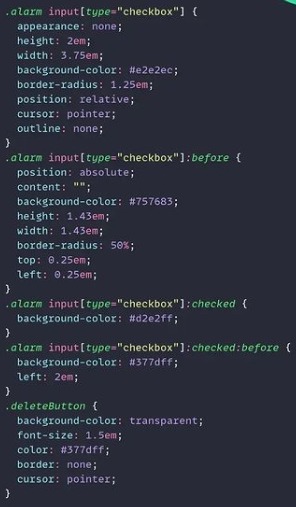 .alarm input[type="checkbox"] {
  appearance: none;
  height: 2em;
  width: 3.75em;
  background-color: #e2e2ec;
  border-radius: 1.25em;
  position: relative;
  cursor: pointer;
  outline: none;
}
.alarm input[type="checkbox"]:before {
  position: absolute;
  content: "";
  background-color: #757683;
  height: 1.43em;
  width: 1.43em;
  border-radius: 50%;
  top: 0.25em;
  left: 0.25em;
}
.alarm input[type="checkbox"]:checked {
  background-color: #d2e2ff;
}
.alarm input[type="checkbox"]:checked:before {
  background-color: #377dff;
  left: 2em;
}
.deleteButton {
  background-color: transparent;
  font-size: 1.5em;
  color: #377dff;
  border: none;
  cursor: pointer;
}